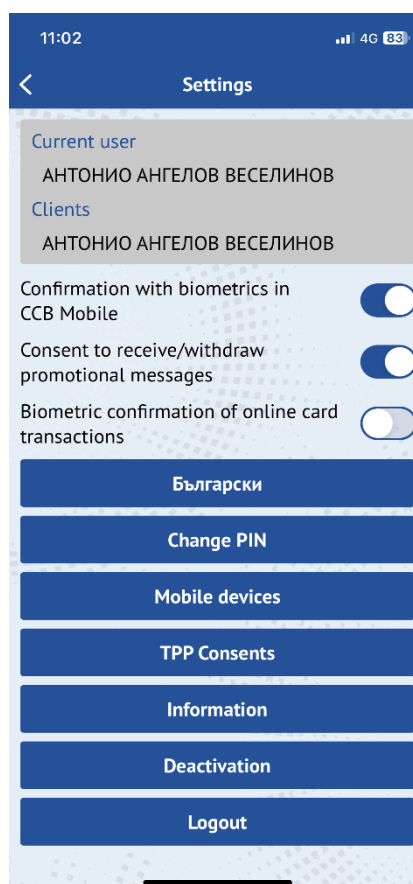 11:02
4G 83
Settings
Current user
АНТОНИО АНГЕЛОВ ВЕСЕЛИНОВ
Clients
АНТОНИО АНГЕЛОВ ВЕСЕЛИНОВ
Confirmation with biometrics in
CCB Mobile
Consent to receive/withdraw
promotional messages
Biometric confirmation of online card
transactions
Български
Change PIN
Mobile devices
TPP Consents
Information
Deactivation
Logout